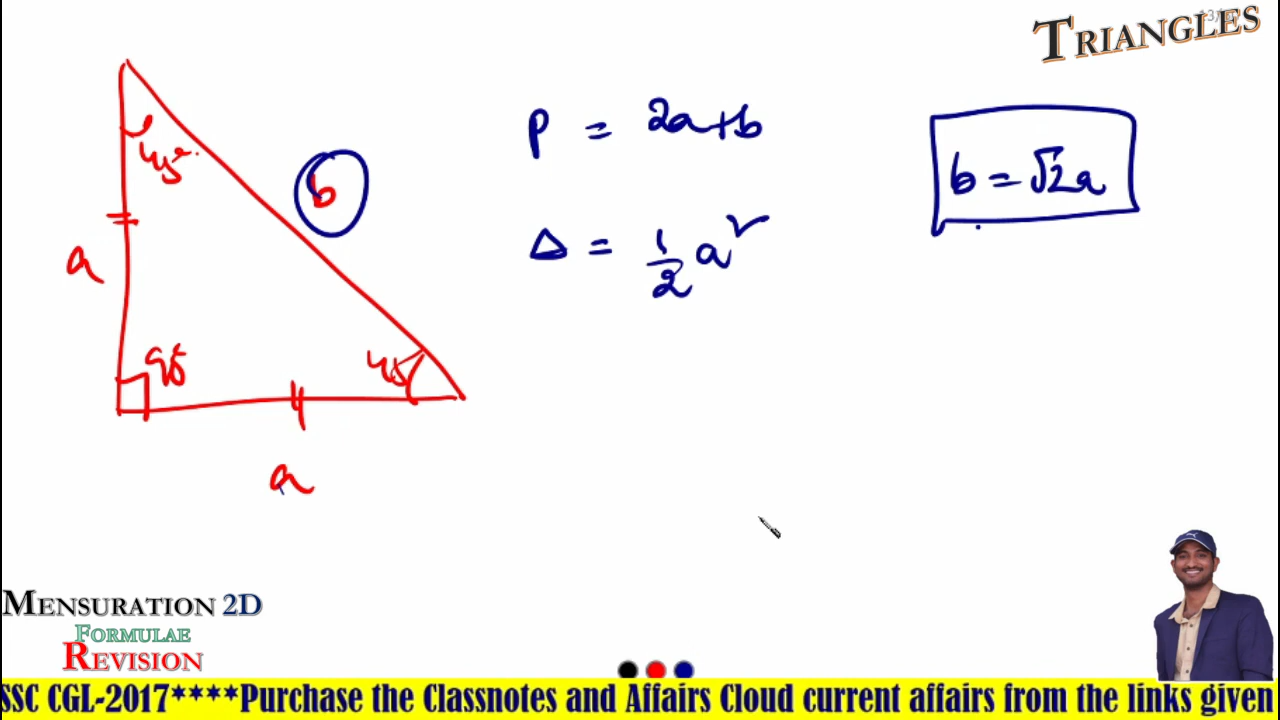 TRIANGLES
45°
b
a
90°
45
a
P = 2a+b
Δ = 1/2 a²
b = √2a
MENSURATION 2D
FORMULAE
REVISION
SSC CGL-2017****Purchase the Classnotes and Affairs Cloud current affairs from the links given